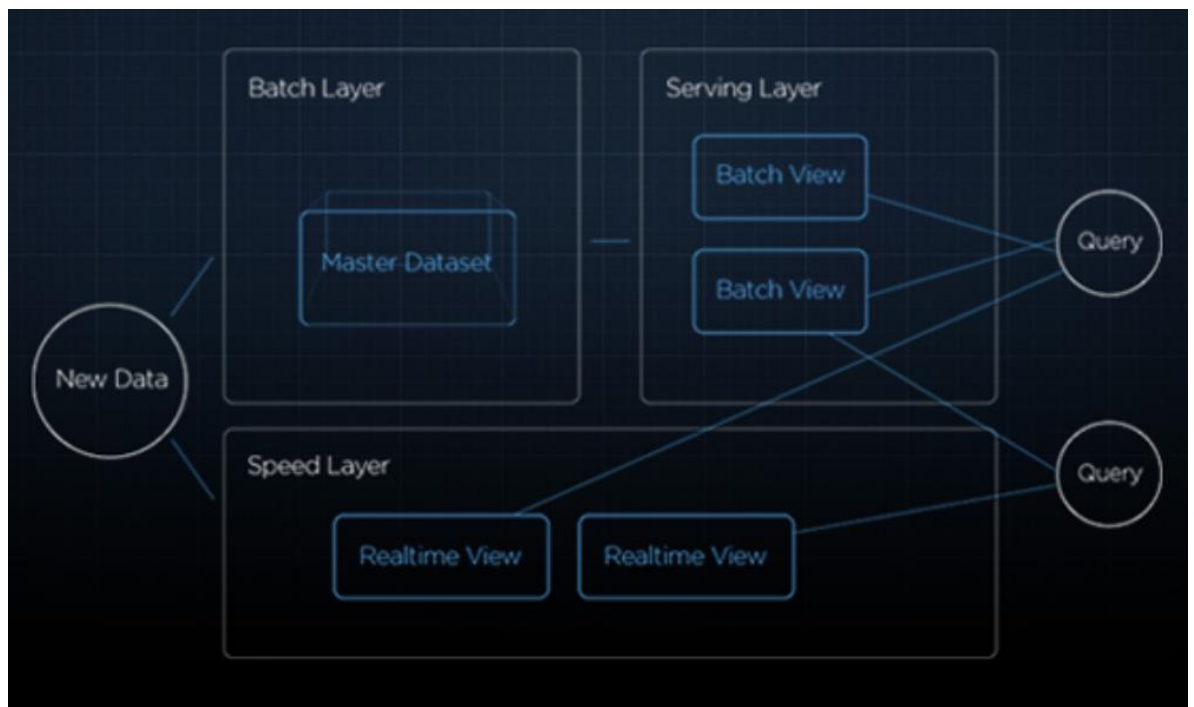 Batch Layer
Serving Layer
Batch View
Master Dataset
Batch View
Query
New Data
Speed Layer
Query
Realtime View
Realtime View